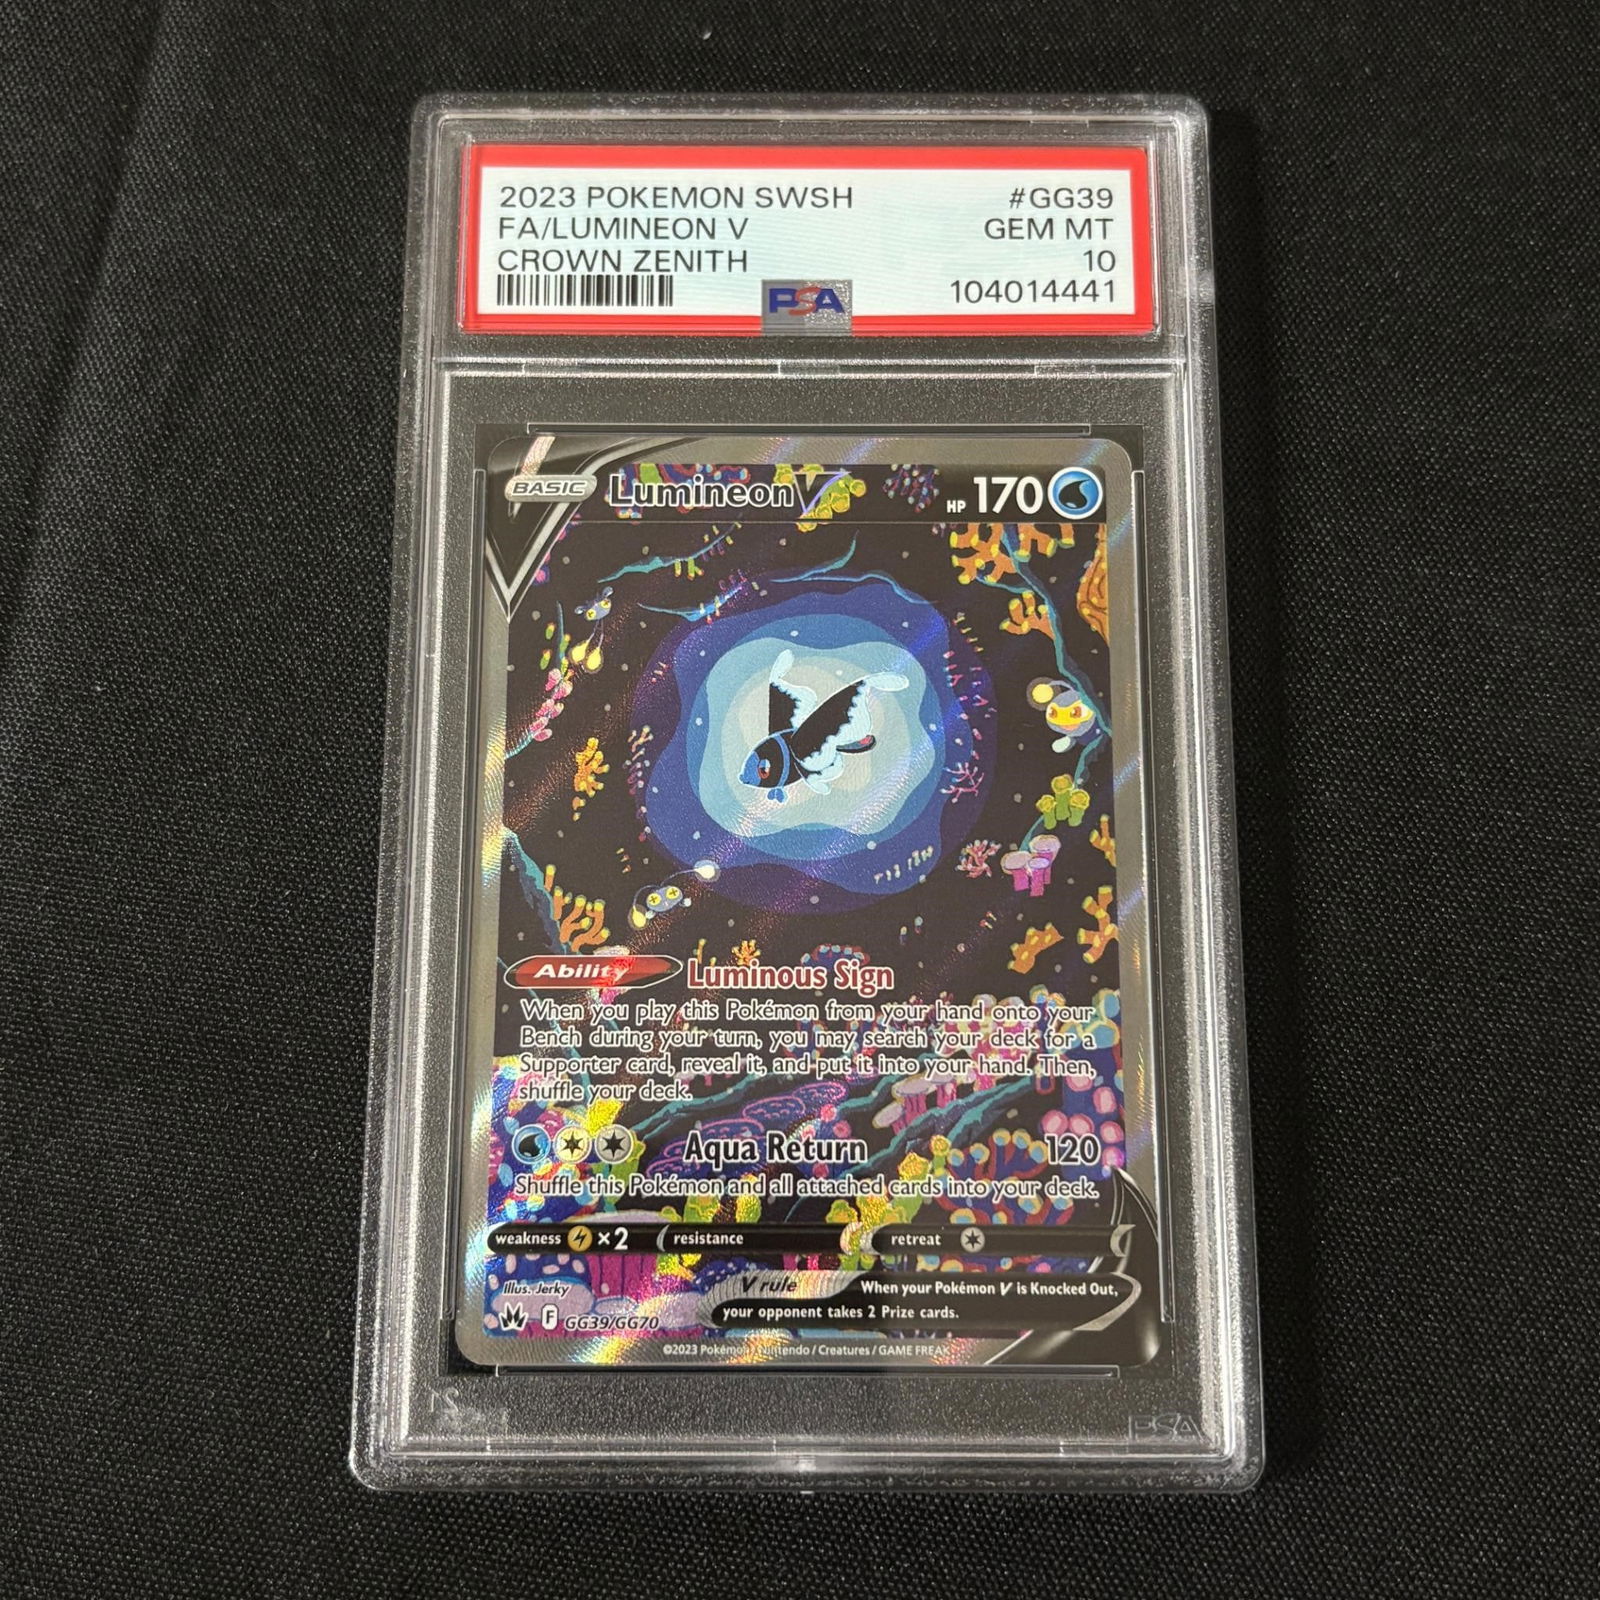 2023 POKEMON SWSH #GG39
FA/LUMINEON V GEM MT
CROWN ZENITH 10
PSA 104014441
BASIC Lumineon V HP 170
Ability Luminous Sign
When you play this Pokémon from your hand onto your
Bench during your turn, you may search your deck for a
Supporter card, reveal it, and put it into your hand. Then,
shuffle your deck.
Aqua Return 120
Shuffle this Pokémon and all attached cards into your deck.
weakness ×2 resistance retreat
Illus. Jerky
V rule When your Pokémon V is Knocked Out,
your opponent takes 2 Prize cards.
F GG39/GG70
©2023 Pokémon / Nintendo / Creatures / GAME FREAK
PSA